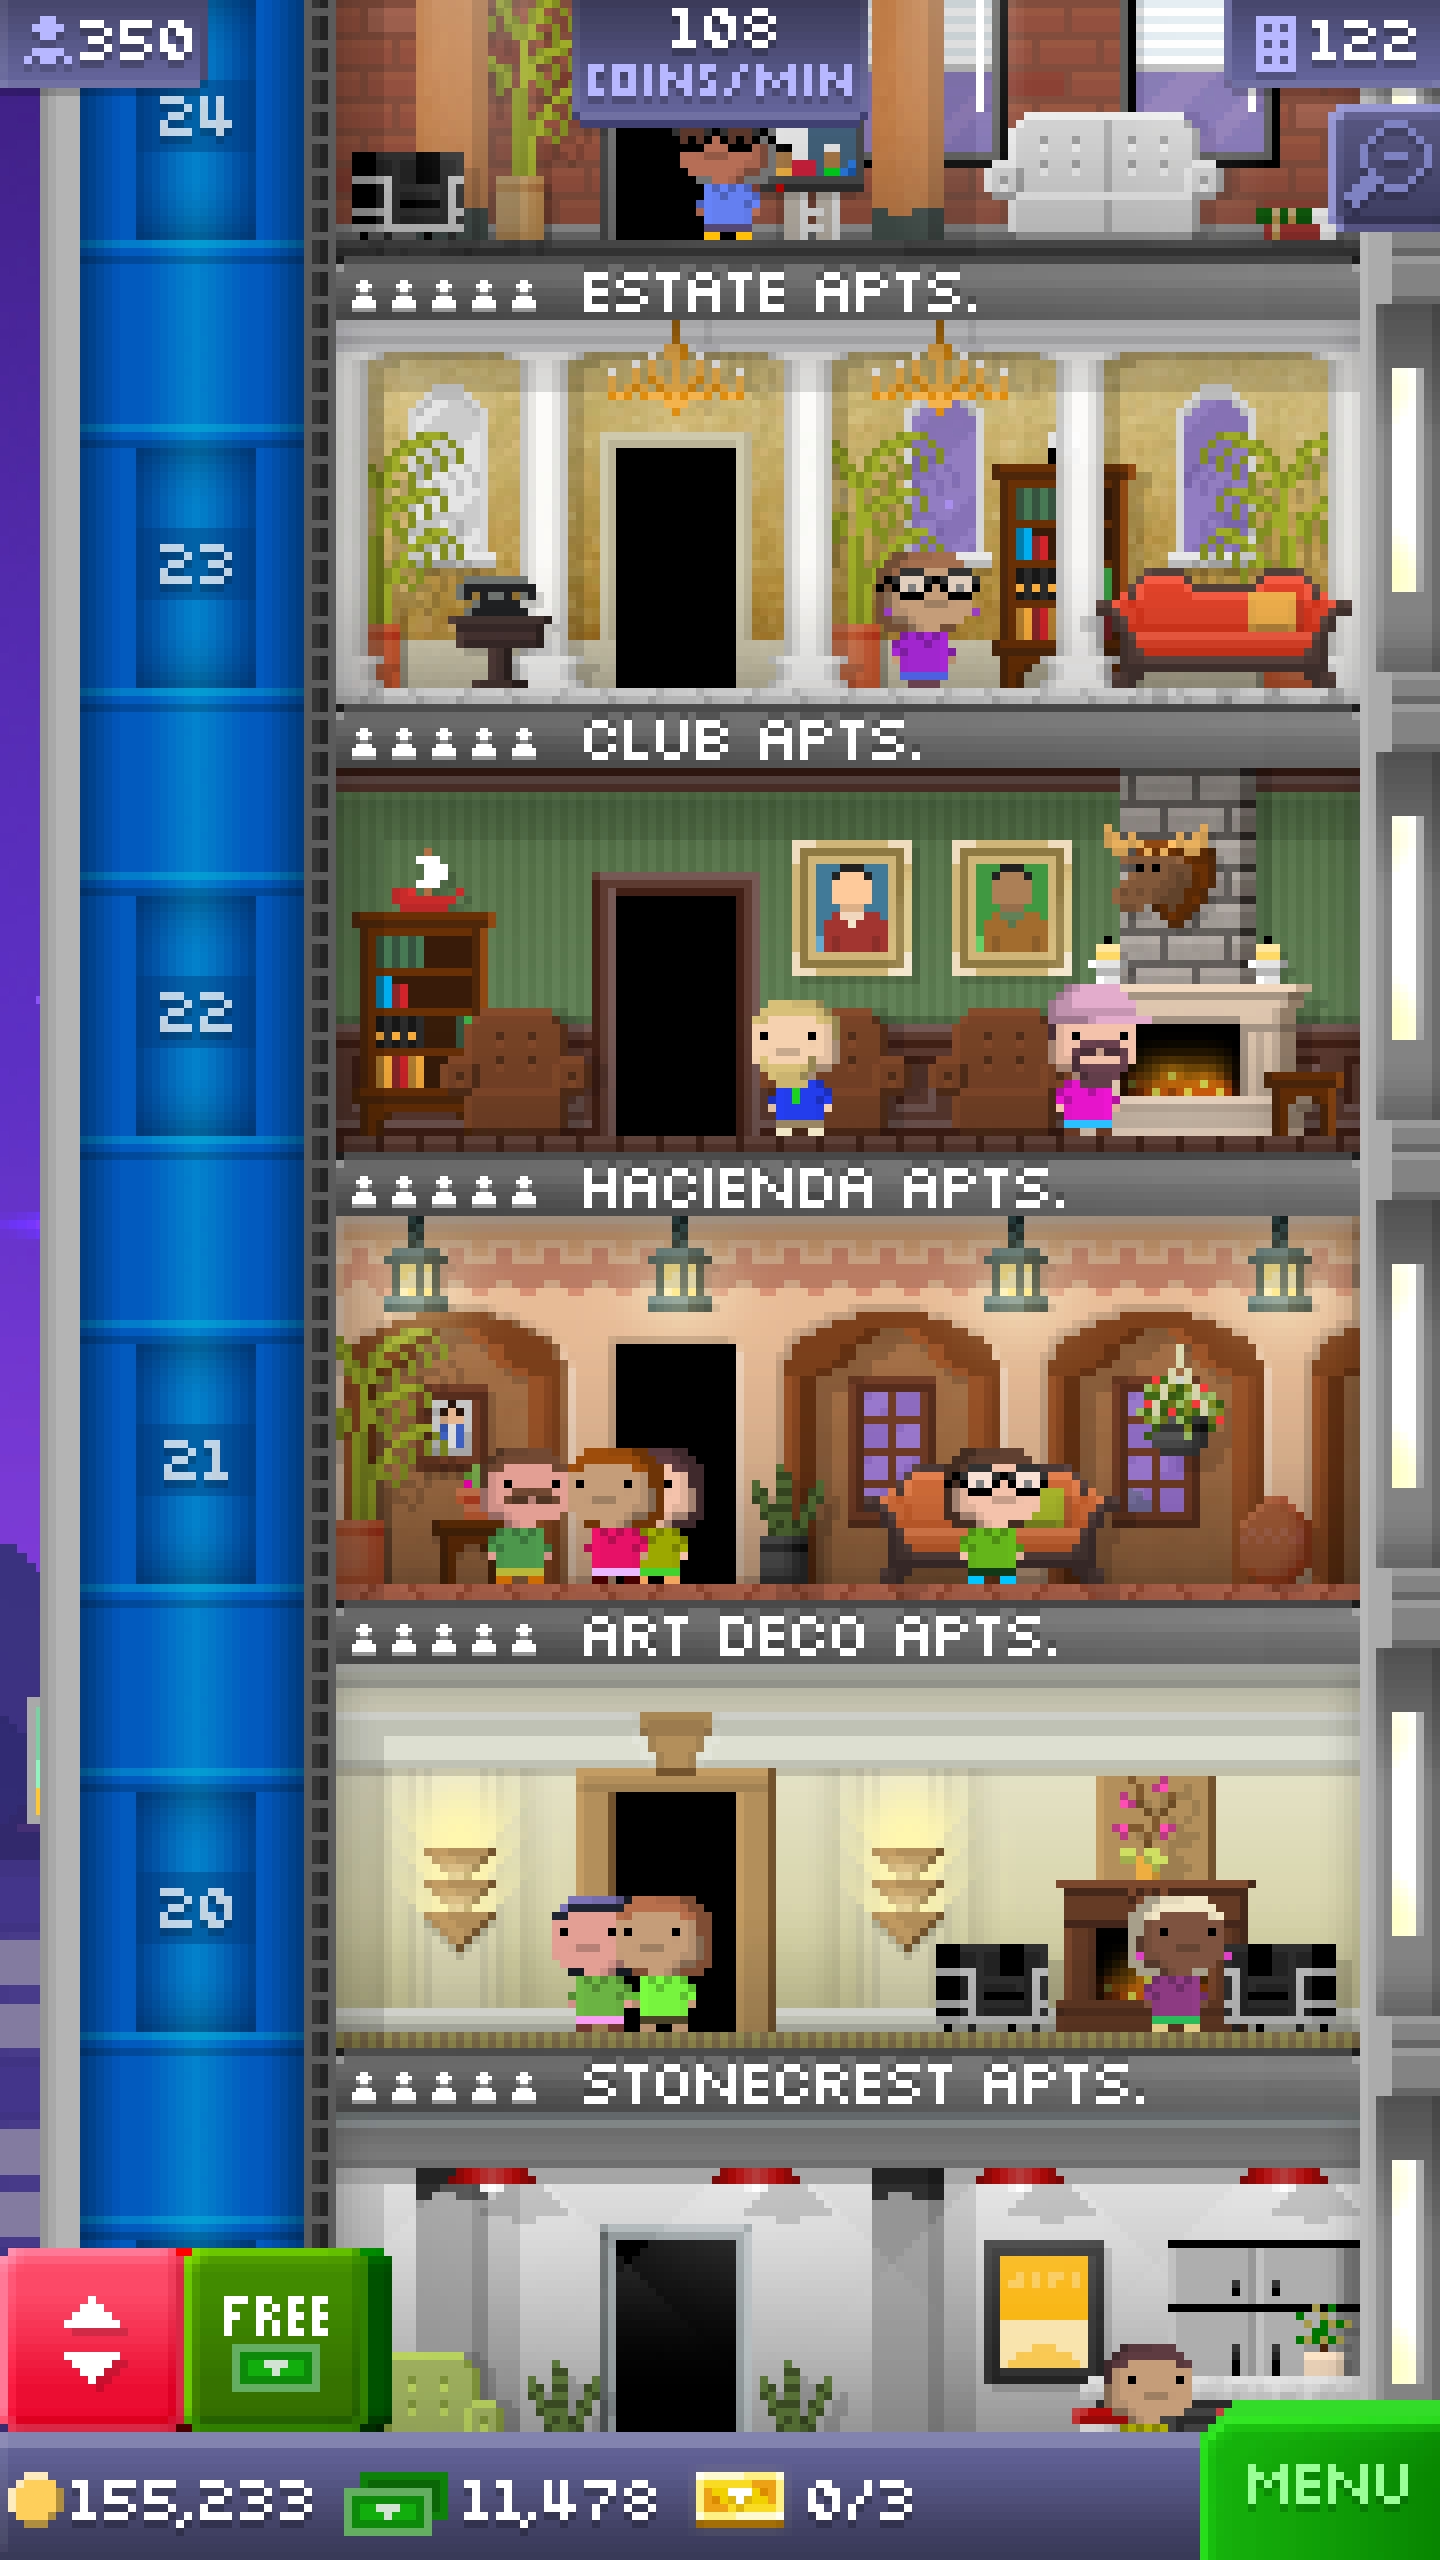 350
108
COINS/MIN
122
24
ESTATE APTS.
23
CLUB APTS.
22
HACIENDA APTS.
21
ART DECO APTS.
20
STONECREST APTS.
FREE
155,233
11,478
0/3
MENU